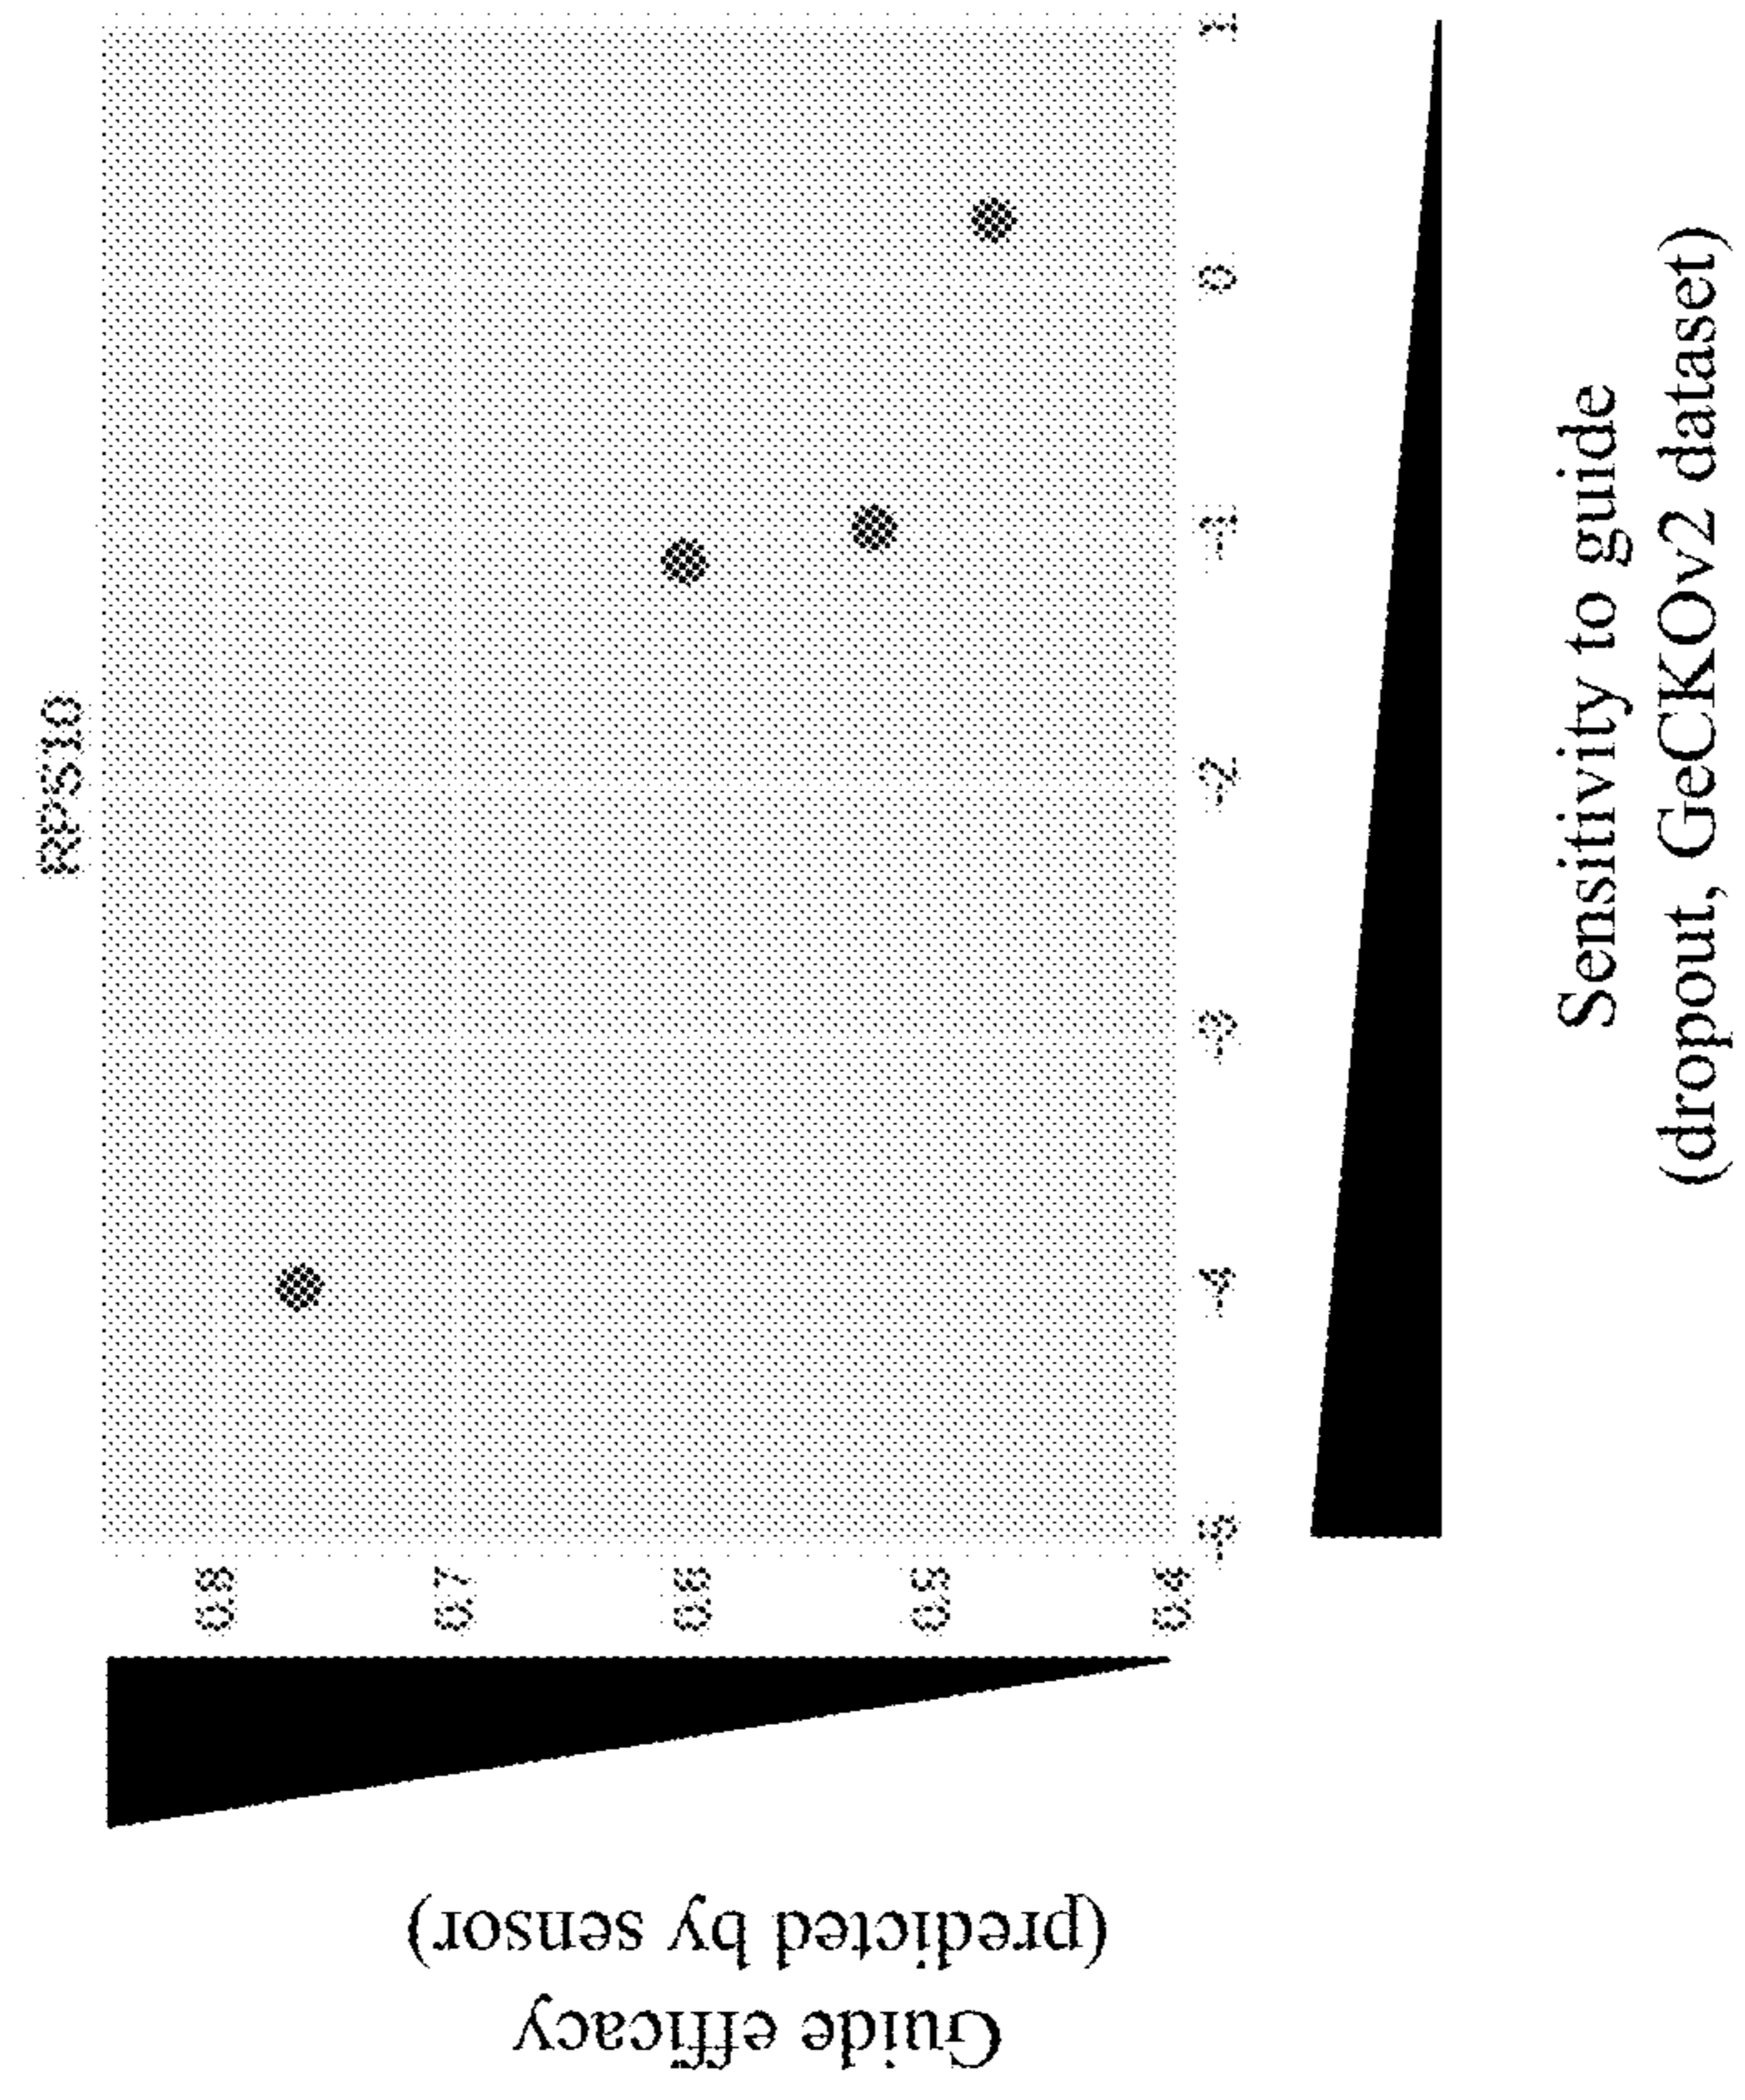 RPS10
Guide efficacy
(predicted by sensor)
0.8
0.7
0.6
0.5
0.4
-5
-4
-3
-2
-1
0
1
Sensitivity to guide
(dropout, GeCKOv2 dataset)